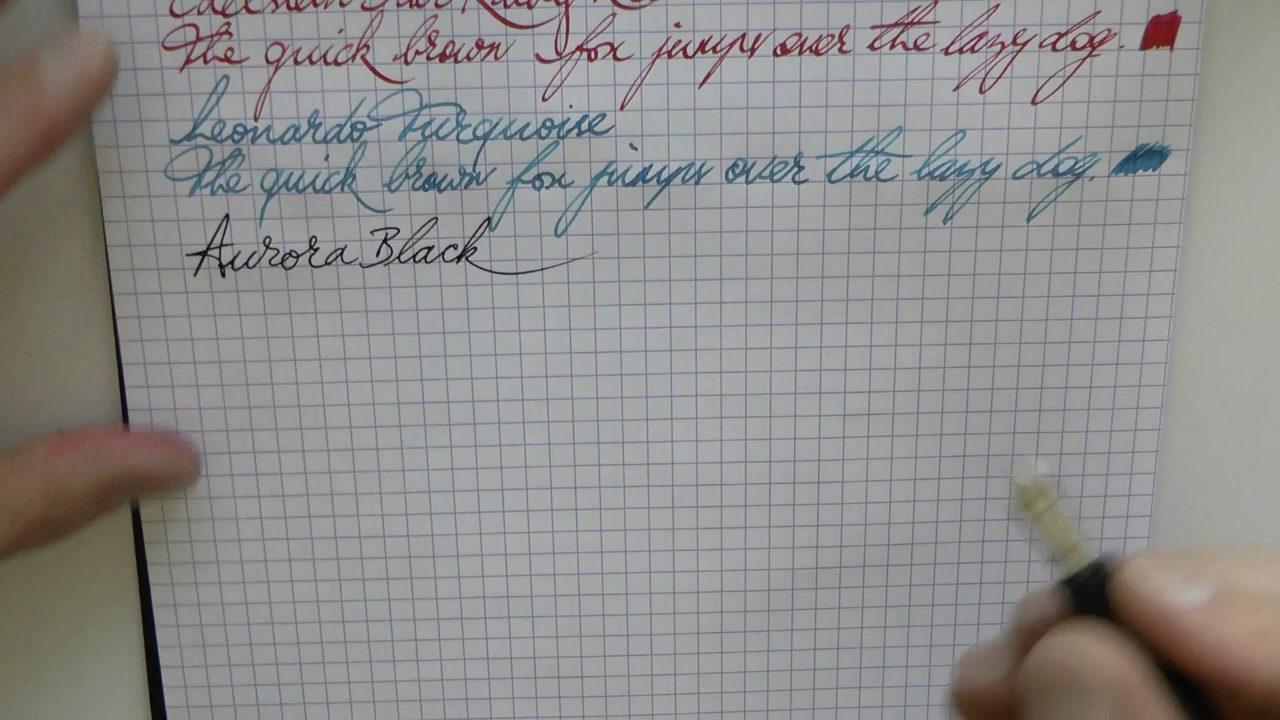 The quick brown fox jumps over the lazy dog.
Leonardo Turquoise
The quick brown fox jumps over the lazy dog.
Aurora Black